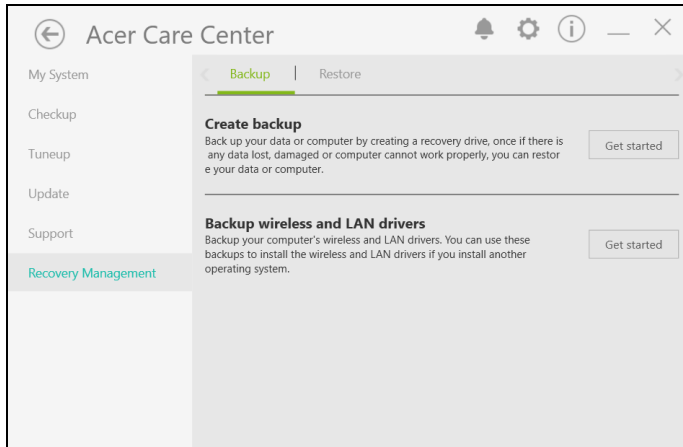 Acer Care Center
My System
Checkup
Tuneup
Update
Support
Recovery Management
Backup | Restore
Create backup
Back up your data or computer by creating a recovery drive, once if there is
any data lost, damaged or computer cannot work properly, you can restor
e your data or computer.
Get started
Backup wireless and LAN drivers
Backup your computer's wireless and LAN drivers. You can use these
backups to install the wireless and LAN drivers if you install another
operating system.
Get started